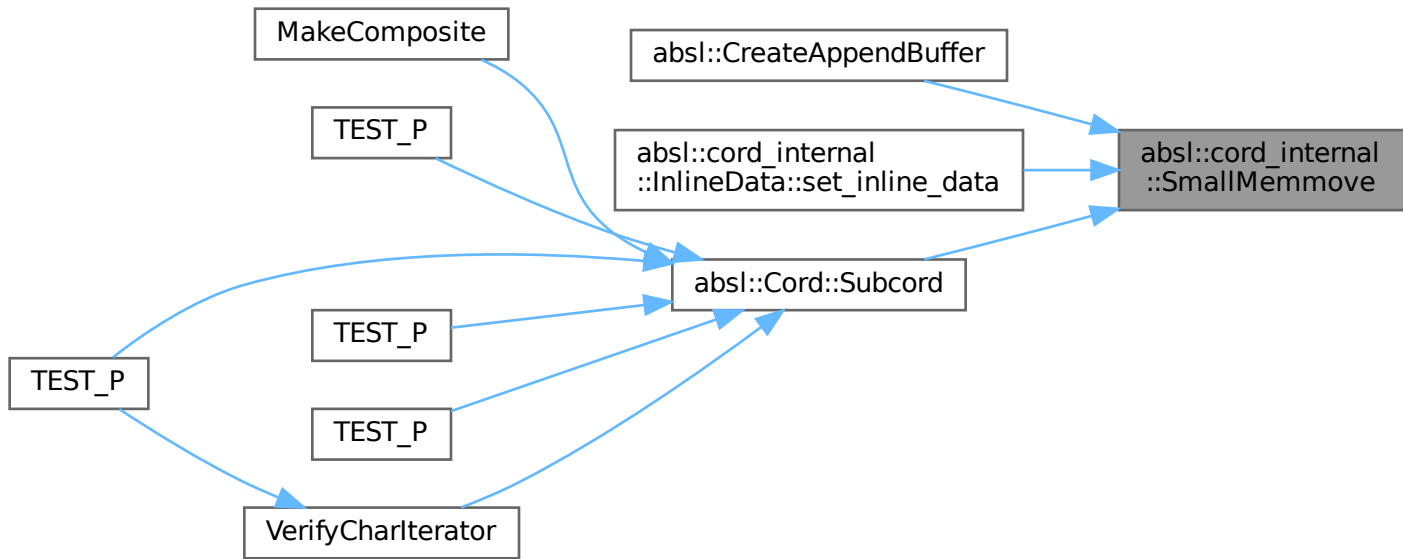 MakeComposite
absl::CreateAppendBuffer
TEST_P
absl::cord_internal
::InlineData::set_inline_data
absl::cord_internal
::SmallMemmove
absl::Cord::Subcord
TEST_P
TEST_P
TEST_P
VerifyCharIterator